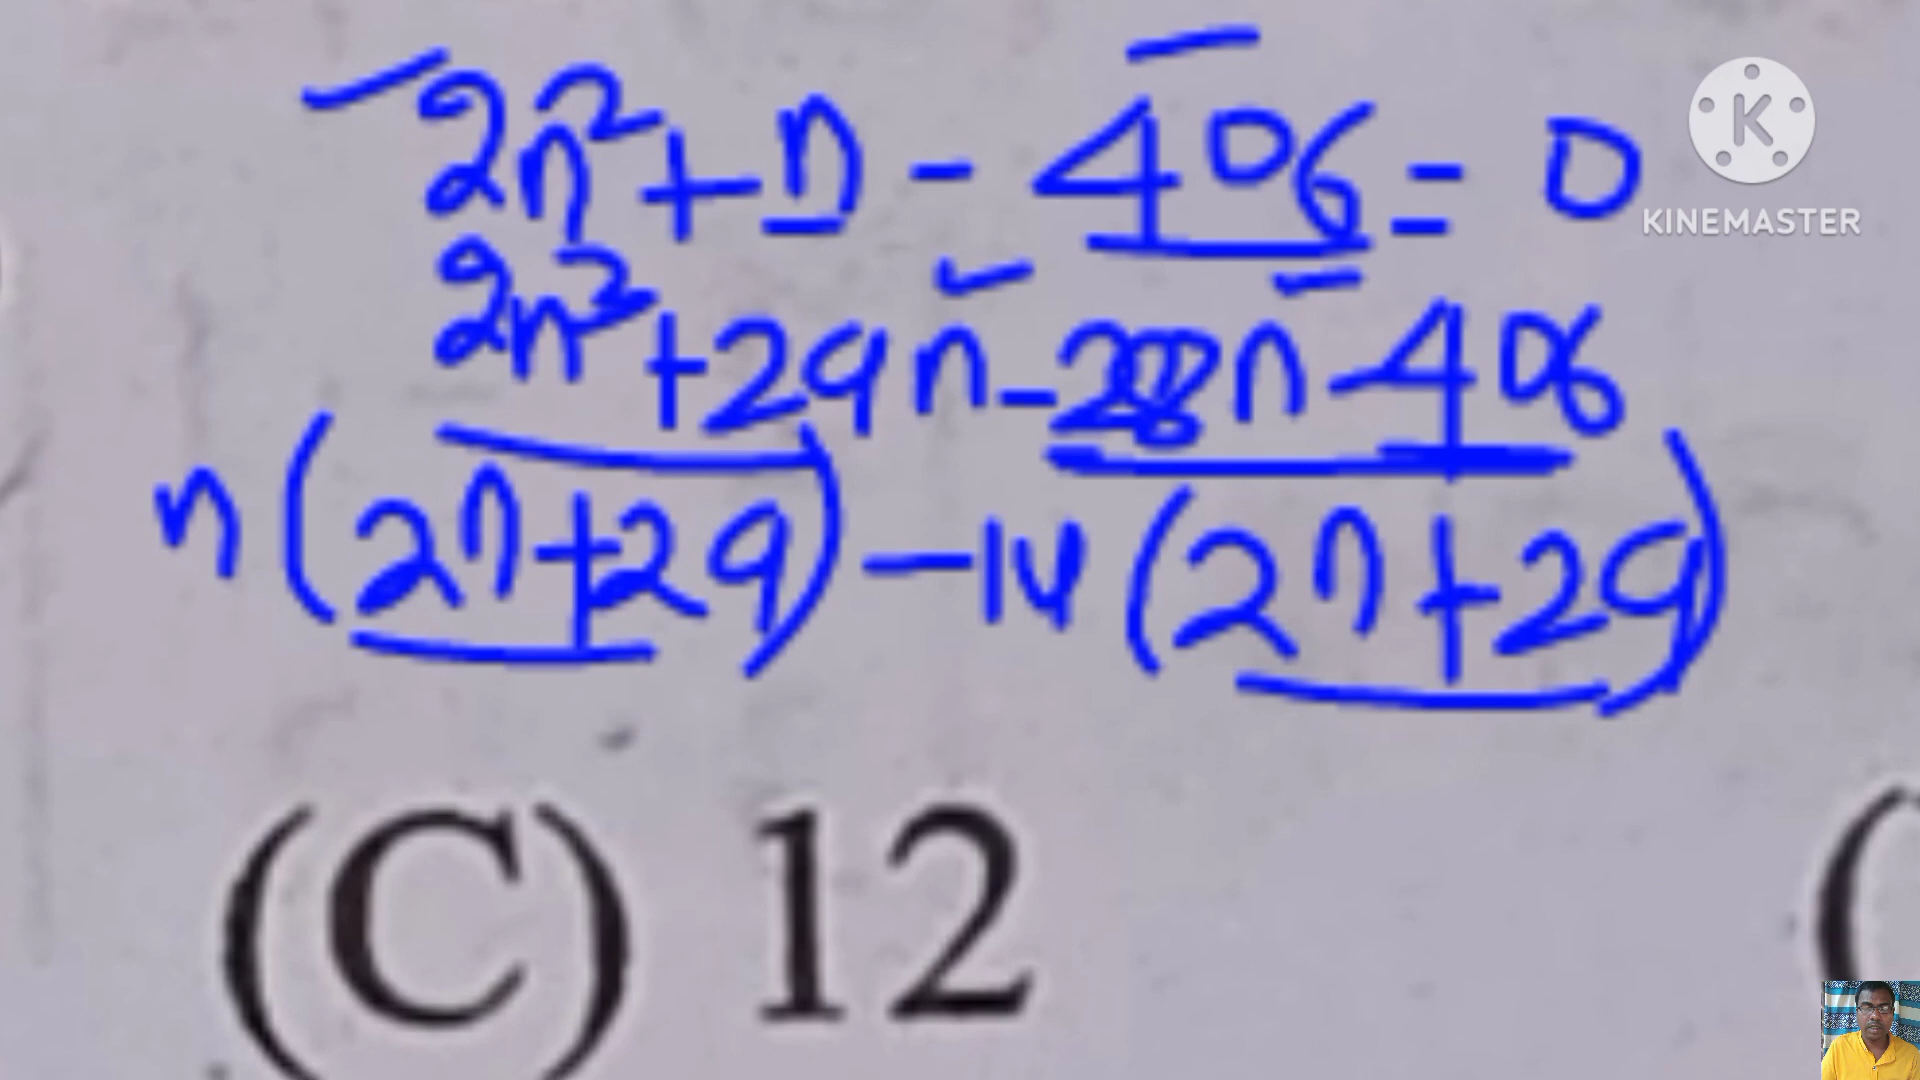 2n²+n - 406 = 0
KINEMASTER
2n²+29n-28n-406
n(2n+29)-14(2n+29)
(C) 12
(